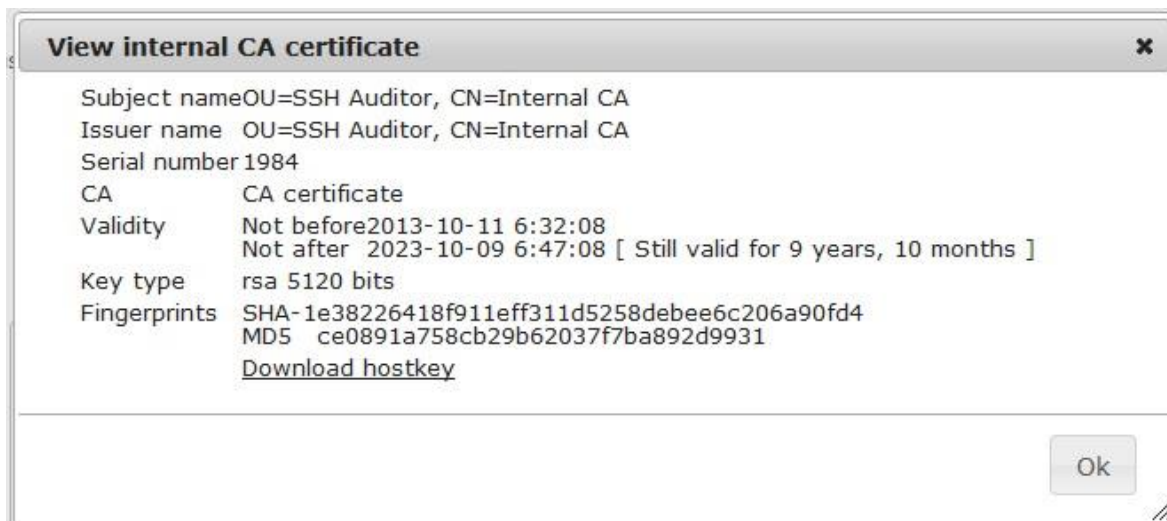 View internal CA certificate
Subject nameOU=SSH Auditor, CN=Internal CA
Issuer name OU=SSH Auditor, CN=Internal CA
Serial number 1984
CA CA certificate
Validity Not before2013-10-11 6:32:08
Not after 2023-10-09 6:47:08 [ Still valid for 9 years, 10 months ]
Key type rsa 5120 bits
Fingerprints SHA-1e38226418f911eff311d5258debee6c206a90fd4
MD5 ce0891a758cb29b62037f7ba892d9931
Download hostkey
Ok